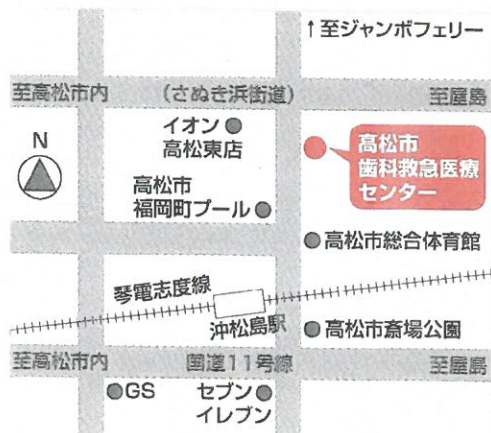 ↑至ジャンボフェリー
至高松市内 (さぬき浜街道) 至屋島
N
イオン
高松東店
高松市
歯科救急医療
センター
高松市
福岡町プール
高松市総合体育館
琴電志度線
沖松島駅
高松市斎場公園
至高松市内 国道11号線 至屋島
GS
セブン
イレブン